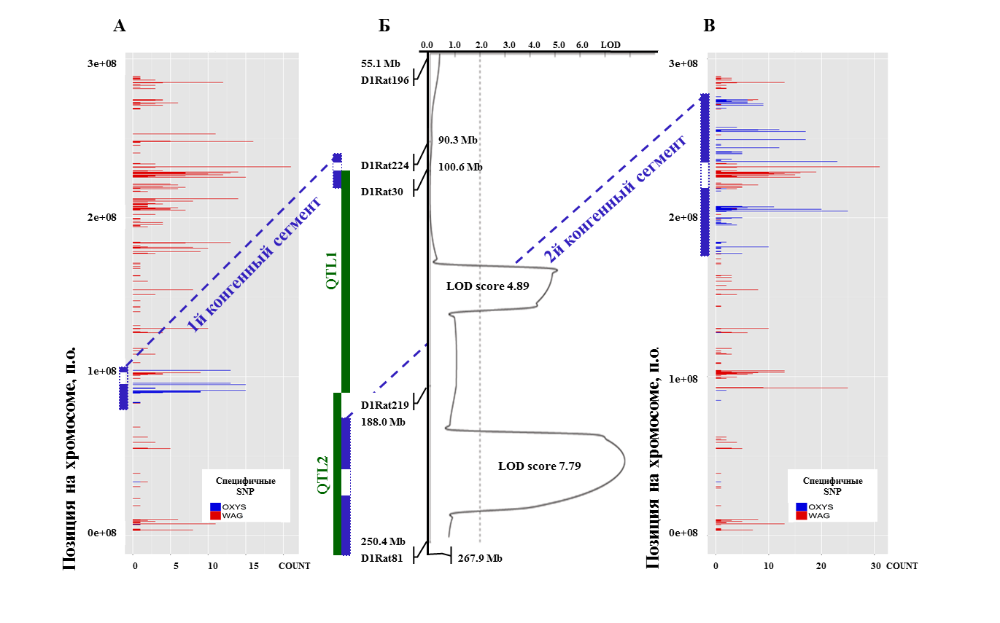 А
3e+08
2e+08
1e+08
0e+08
Позиция на хромосоме, п.о.
1й конгенный сегмент
Специфичные
SNP
OXYS
WAG
0 5 10 15 COUNT
Б
0.0 1.0 2.0 3.0 4.0 5.0 6.0 LOD
55.1 Mb
D1Rat196
90.3 Mb
D1Rat224
100.6 Mb
D1Rat30
QTL1
LOD score 4.89
2й конгенный сегмент
D1Rat219
188.0 Mb
QTL2
LOD score 7.79
250.4 Mb
D1Rat81
267.9 Mb
В
3e+08
2e+08
1e+08
0e+08
Позиция на хромосоме, п.о
Специфичные
SNP
OXYS
WAG
0 10 20 30 COUNT